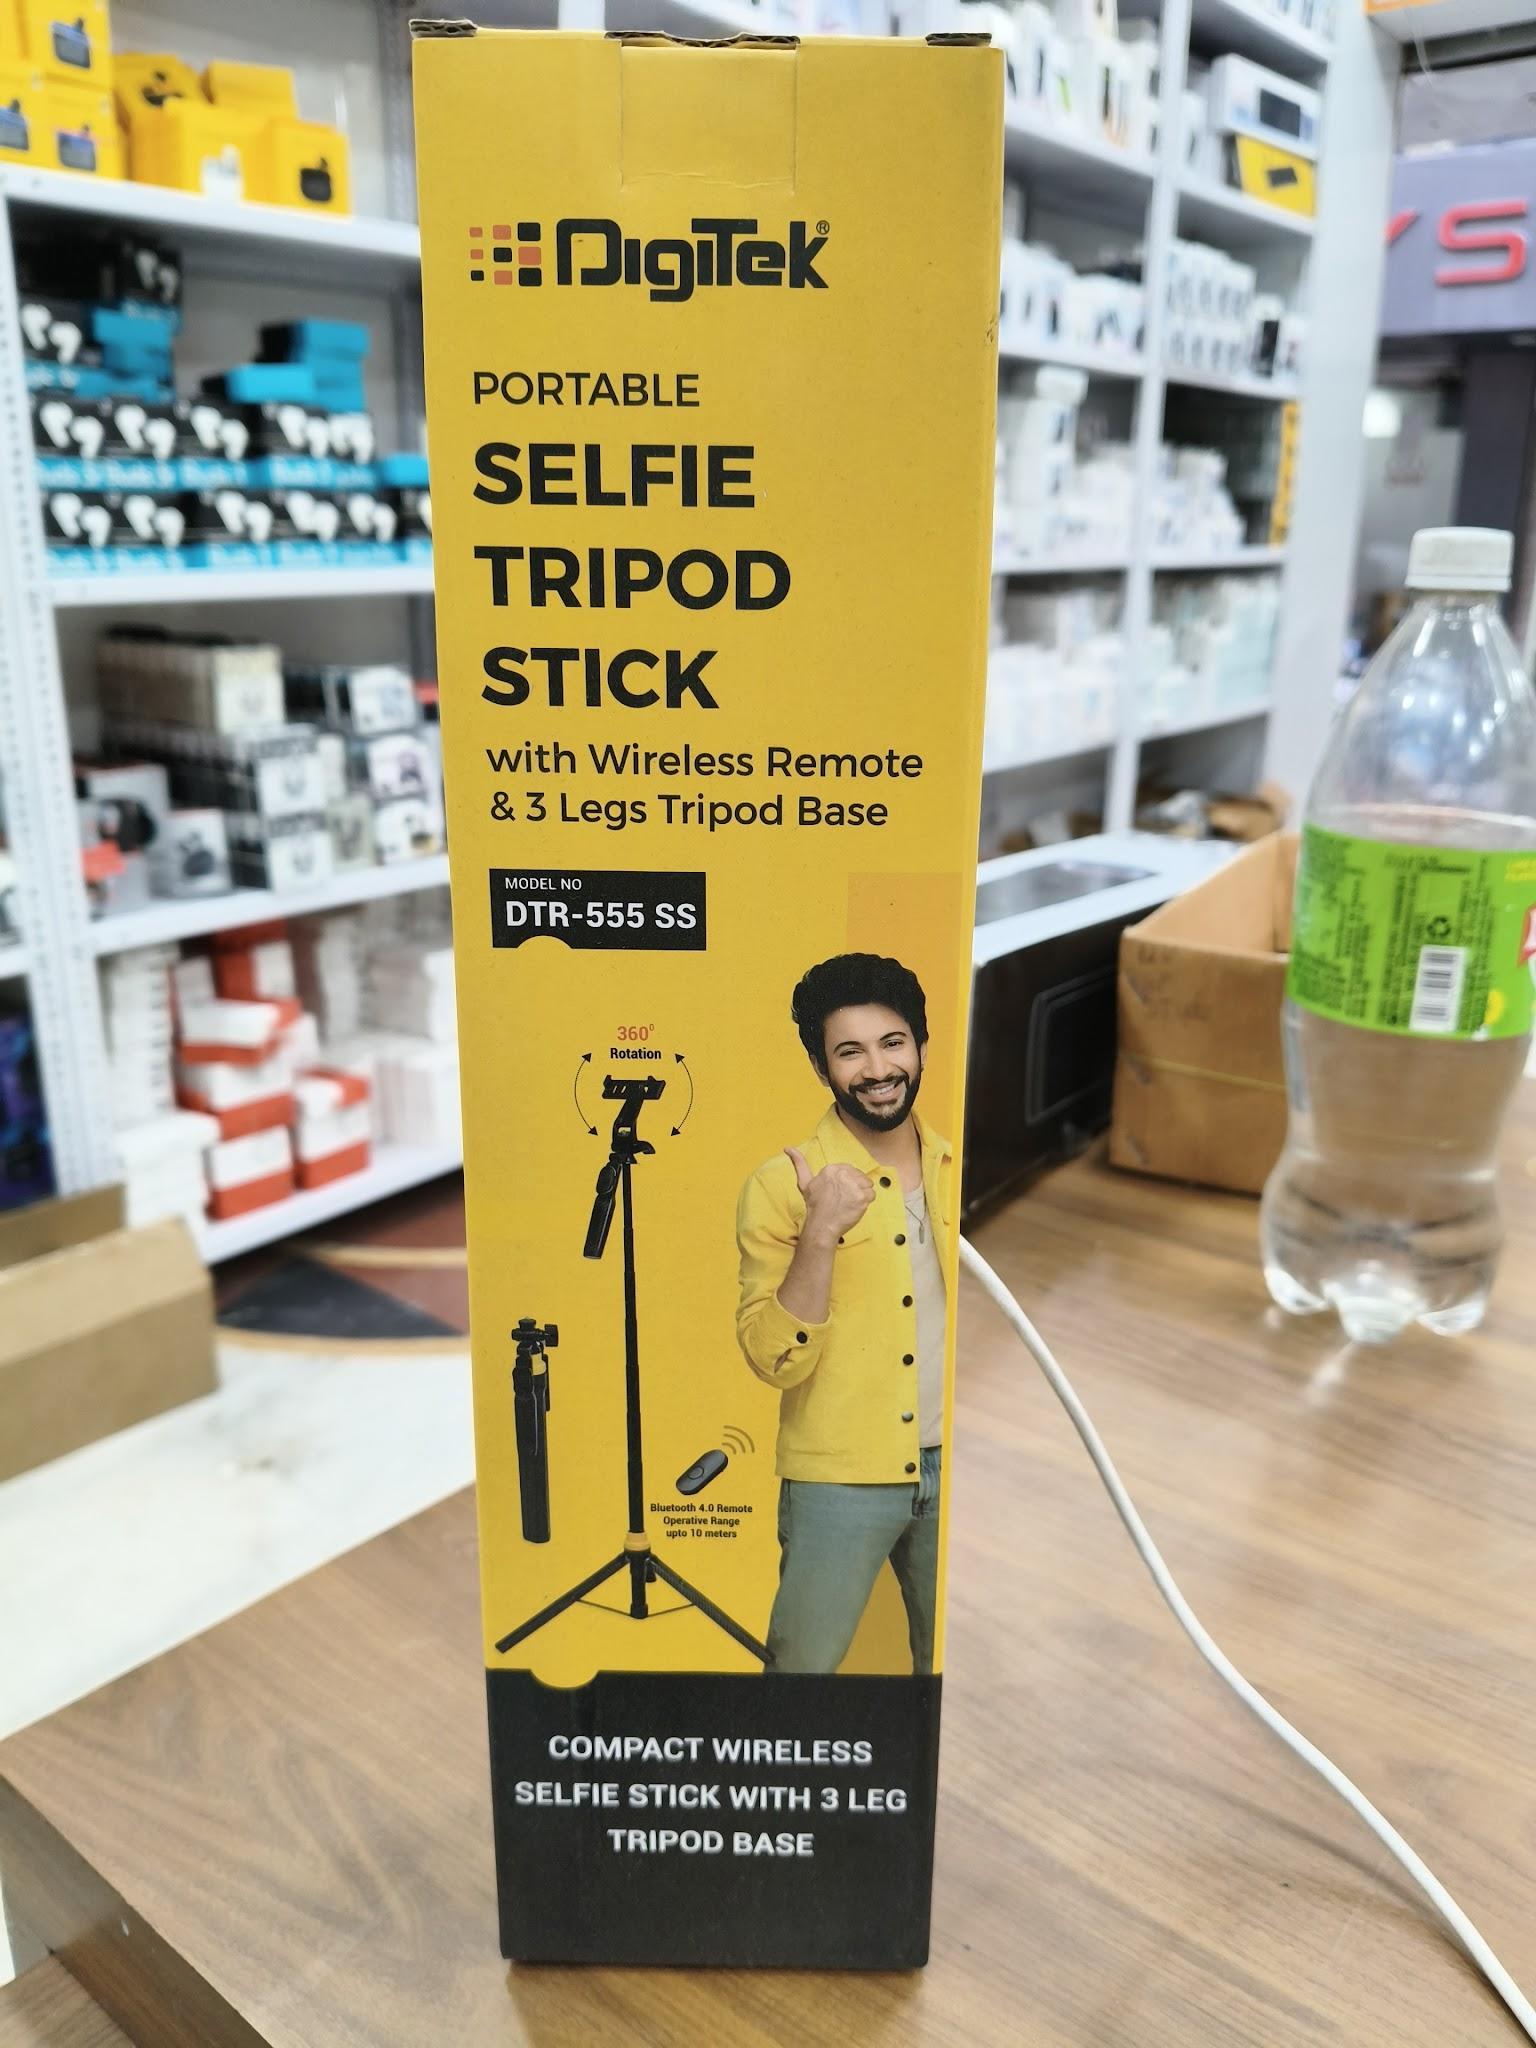 DIGITEK®
PORTABLE
SELFIE
TRIPOD
STICK
with Wireless Remote
& 3 Legs Tripod Base
MODEL NO
DTR-555 SS
360°
Rotation
Bluetooth 4.0 Remote
Operative Range
upto 10 meters
COMPACT WIRELESS
SELFIE STICK WITH 3 LEG
TRIPOD BASE